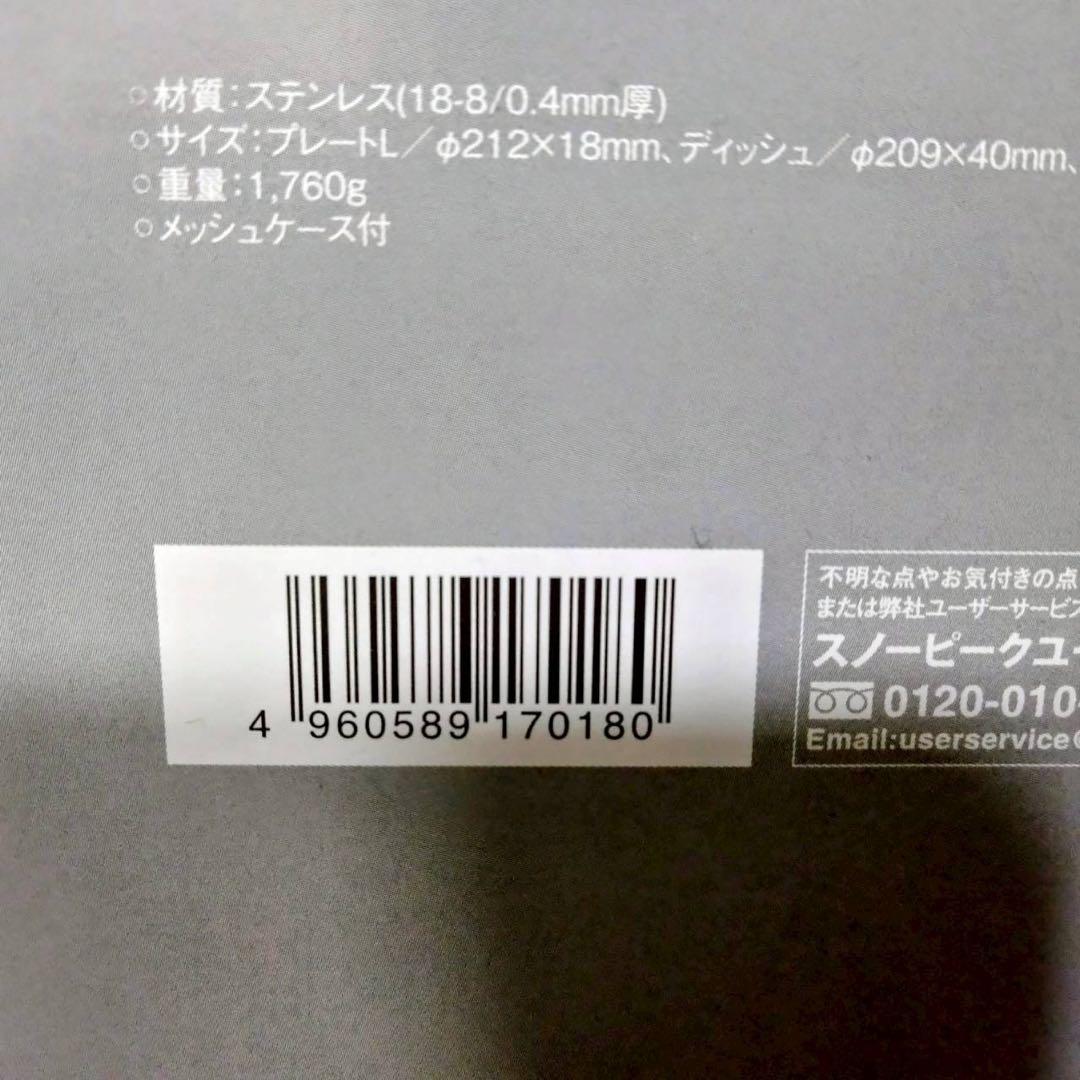 ○材質:ステンレス(18-8/0.4mm厚)
○サイズ:プレートL/φ212×18mm、ディッシュ/φ209×40mm、
○重量:1,760g
○メッシュケース付
4 960589 170180
不明な点やお気付きの点
または弊社ユーザーサービス
スノーピークユー
0120-010-
Email:userservice@